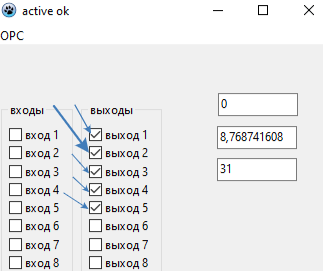 active ok
OPC
входы выходы
0
вход 1 выход 1
8,768741608
вход 2 выход 2
вход 3 выход 3
31
вход 4 выход 4
вход 5 выход 5
вход 6 выход 6
вход 7 выход 7
вход 8 выход 8